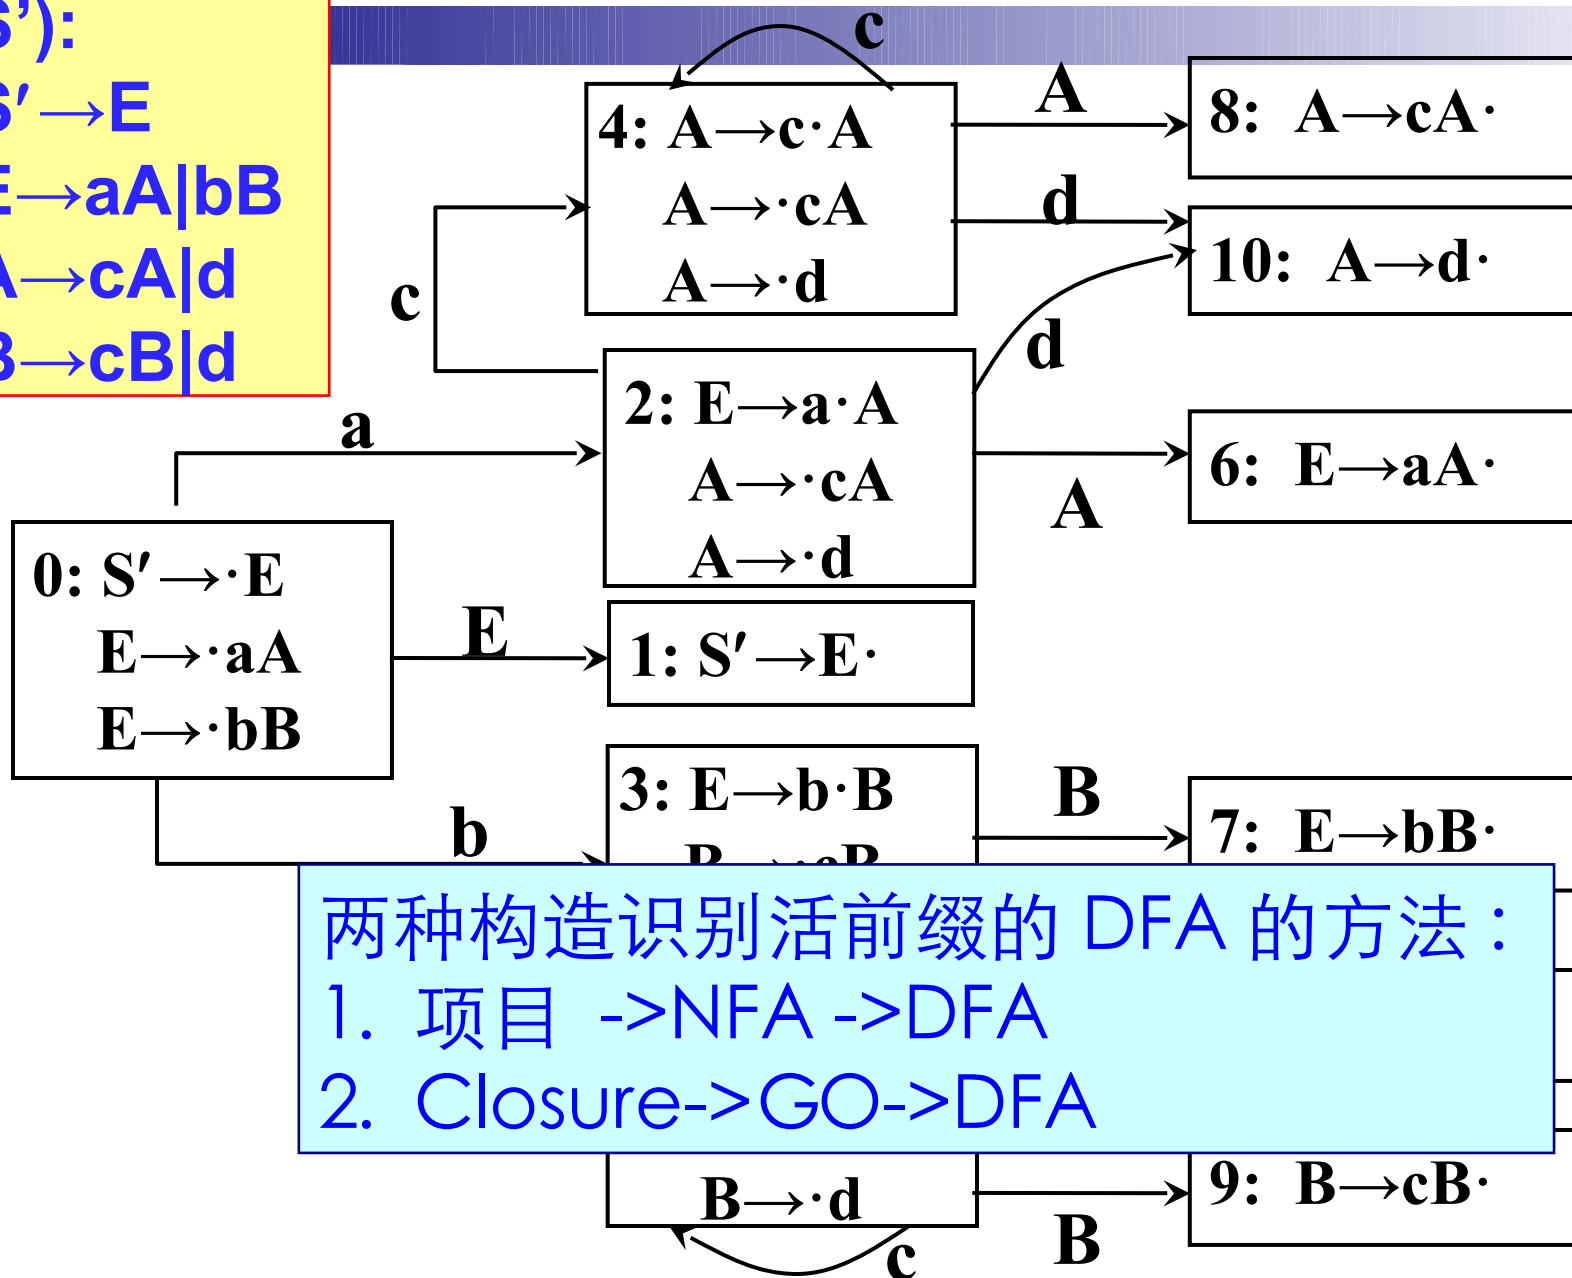 S’):
S′→E
E→aA|bB
A→cA|d
B→cB|d
c
4: A→c·A
A→·cA
A→·d
A
8: A→cA·
d
10: A→d·
c
d
2: E→a·A
A→·cA
A→·d
a
A
6: E→aA·
0: S′→·E
E→·aA
E→·bB
E
1: S′→E·
b
3: E→b·B
B→·cB
B
7: E→bB·
两种构造识别活前缀的 DFA 的方法：
1. 项目 ->NFA ->DFA
2. Closure->GO->DFA
B→·d
B
9: B→cB·
c